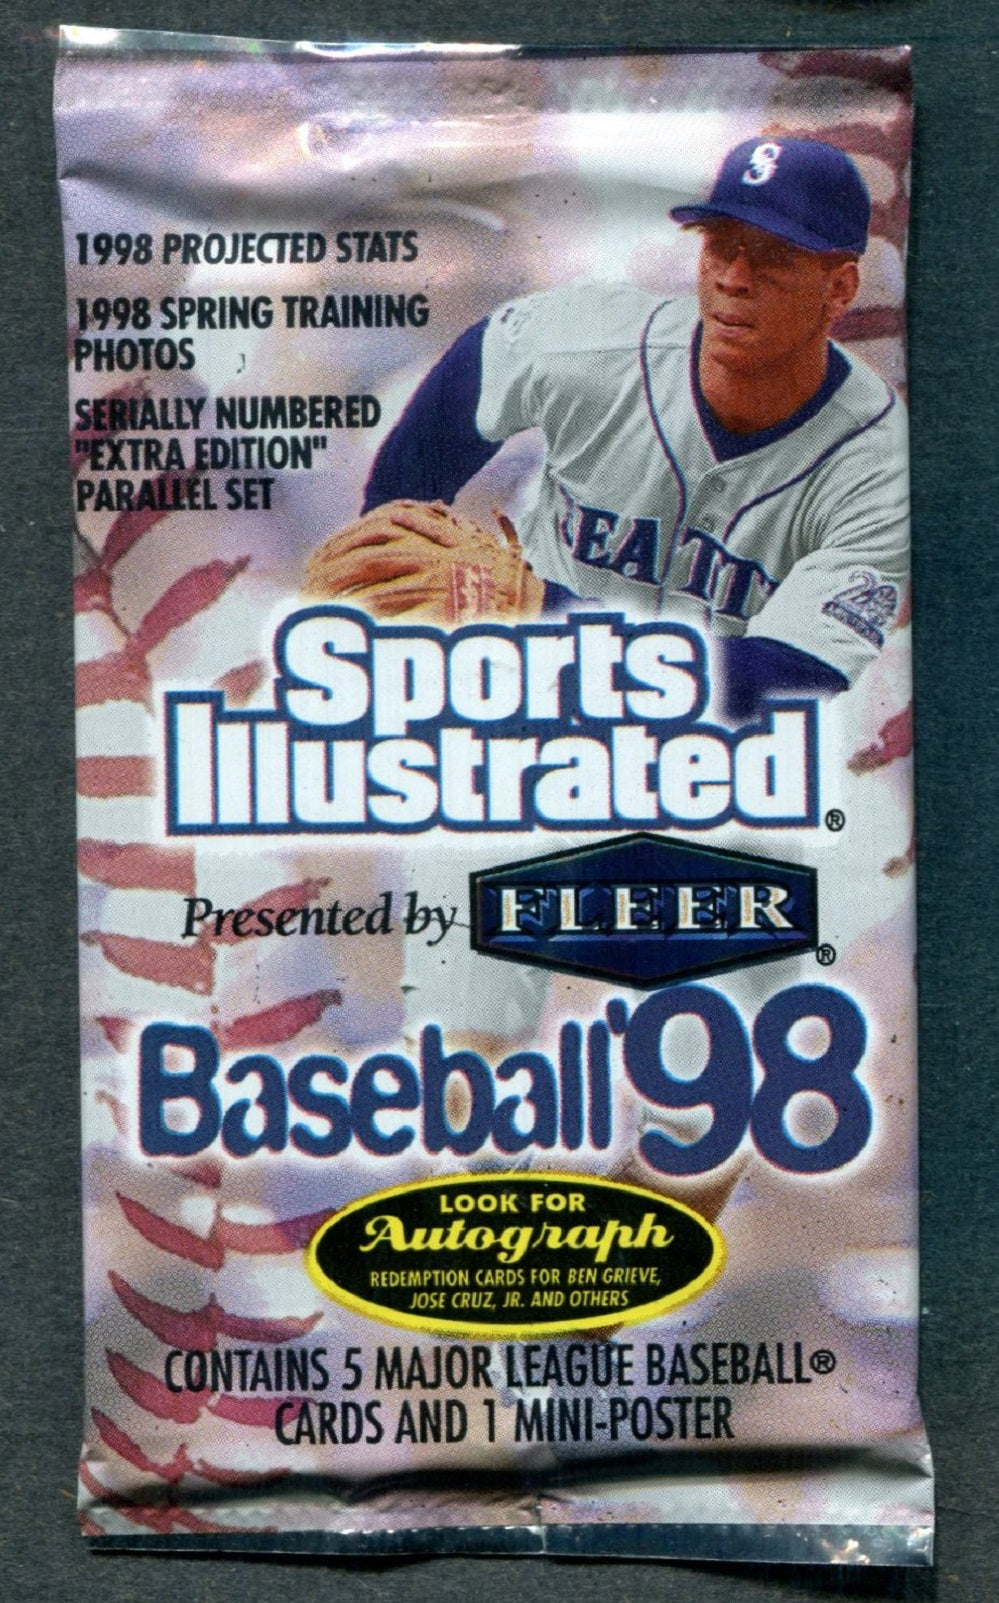 1998 PROJECTED STATS
1998 SPRING TRAINING
PHOTOS
SERIALLY NUMBERED
"EXTRA EDITION"
PARALLEL SET
S
SEATT
Sports
Illustrated®
Presented by FLEER®
Baseball '98
LOOK FOR
Autograph
REDEMPTION CARDS FOR BEN GRIEVE,
JOSE CRUZ, JR. AND OTHERS
CONTAINS 5 MAJOR LEAGUE BASEBALL®
CARDS AND 1 MINI-POSTER